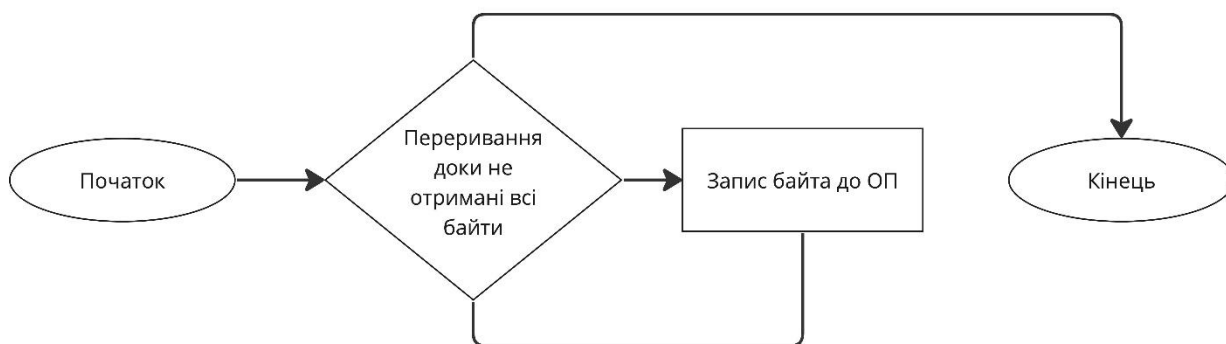 Початок
Переривання
доки не
отримані всі
байти
Запис байта до ОП
Кінець